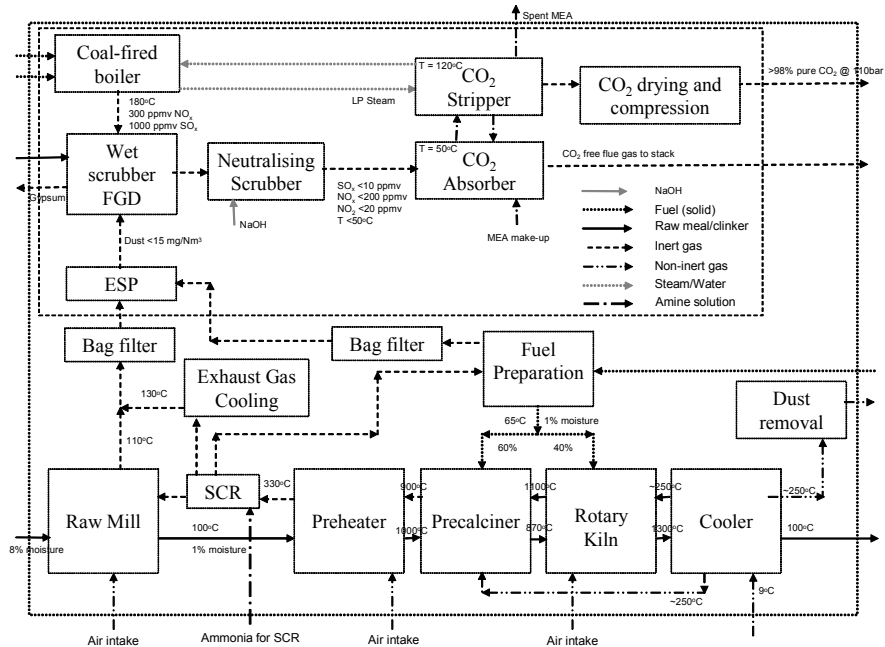 Spent MEA
Coal-fired
boiler
T = 120°C
CO₂
Stripper
CO₂ drying and
compression
>98% pure CO₂ @ 110bar
LP Steam
180°C
300 ppmv NOₓ
1000 ppmv SOₓ
Wet
scrubber
FGD
Gypsum
Neutralising
Scrubber
NaOH
SOₓ <10 ppmv
NOₓ <200 ppmv
NO₂ <20 ppmv
T <50°C
T = 50°C
CO₂
Absorber
MEA make-up
CO₂ free flue gas to stack
NaOH
Fuel (solid)
Raw meal/clinker
Inert gas
Non-inert gas
Steam/Water
Amine solution
Dust <15 mg/Nm³
ESP
Bag filter
Bag filter
Fuel
Preparation
Exhaust Gas
Cooling
130°C
110°C
65°C
1% moisture
60%
40%
Dust
removal
Raw Mill
SCR
330°C
Preheater
900°C
1000°C
Precalciner
1100°C
870°C
Rotary
Kiln
~250°C
1300°C
Cooler
~250°C
100°C
8% moisture
100°C
1% moisture
~250°C
9°C
Air intake
Ammonia for SCR
Air intake
Air intake